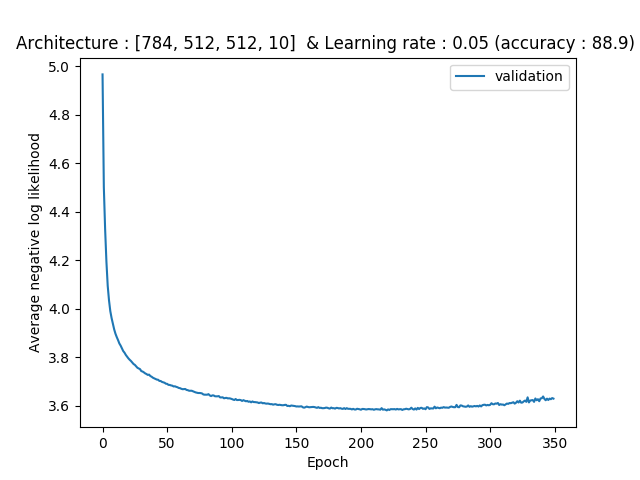 Architecture : [784, 512, 512, 10]  & Learning rate : 0.05 (accuracy : 88.9)
validation
Average negative log likelihood
5.0
4.8
4.6
4.4
4.2
4.0
3.8
3.6
0 50 100 150 200 250 300 350
Epoch